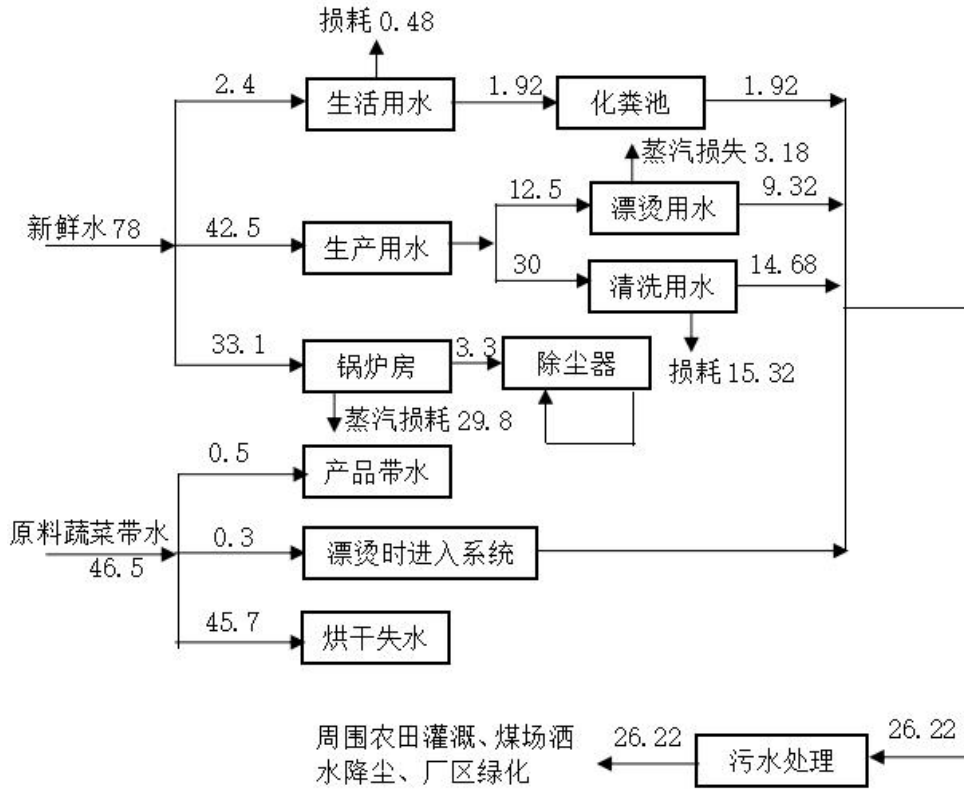 损耗 0.48
2.4
生活用水
1.92
化粪池
1.92
蒸汽损失 3.18
12.5
漂烫用水
9.32
新鲜水 78
42.5
生产用水
30
清洗用水
14.68
损耗 15.32
33.1
锅炉房
3.3
除尘器
蒸汽损耗 29.8
0.5
产品带水
原料蔬菜带水
46.5
0.3
漂烫时进入系统
45.7
烘干失水
周围农田灌溉、煤场洒
水降尘、厂区绿化
26.22
污水处理
26.22